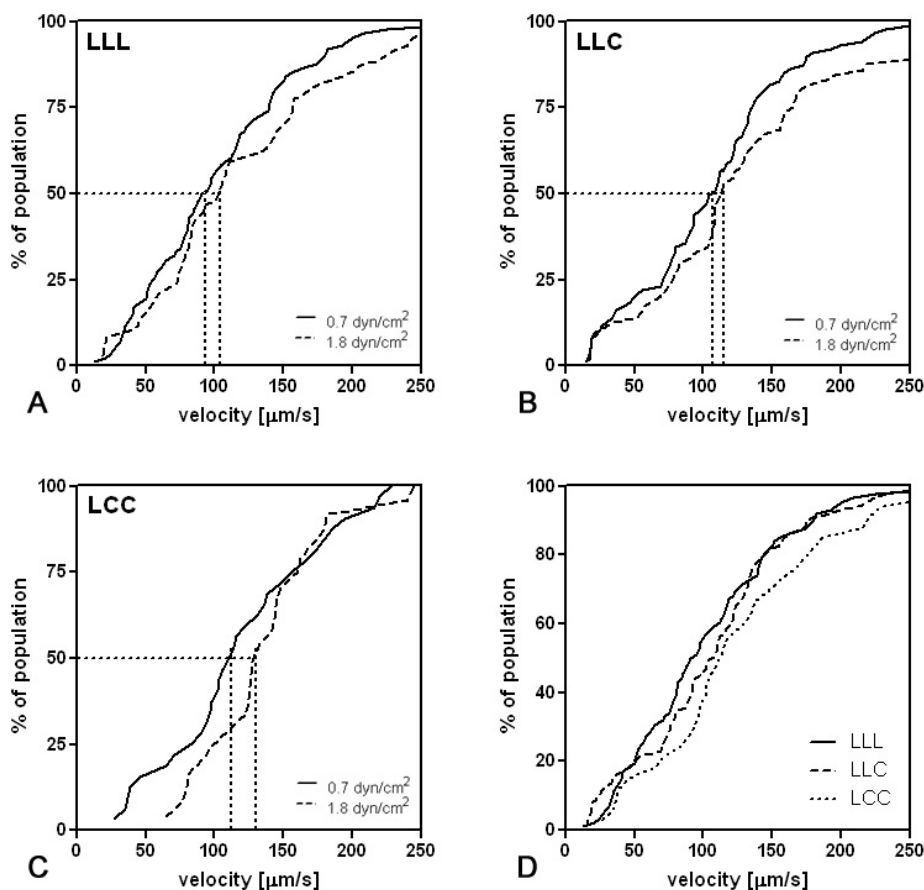 LLL
% of population
100
75
50
25
0
0 50 100 150 200 250
velocity [µm/s]
0.7 dyn/cm²
1.8 dyn/cm²
A
LLC
% of population
100
75
50
25
0
0 50 100 150 200 250
velocity [µm/s]
0.7 dyn/cm²
1.8 dyn/cm²
B
LCC
% of population
100
75
50
25
0
0 50 100 150 200 250
velocity [µm/s]
0.7 dyn/cm²
1.8 dyn/cm²
C
% of population
100
80
60
40
20
0
0 50 100 150 200 250
velocity [µm/s]
LLL
LLC
LCC
D